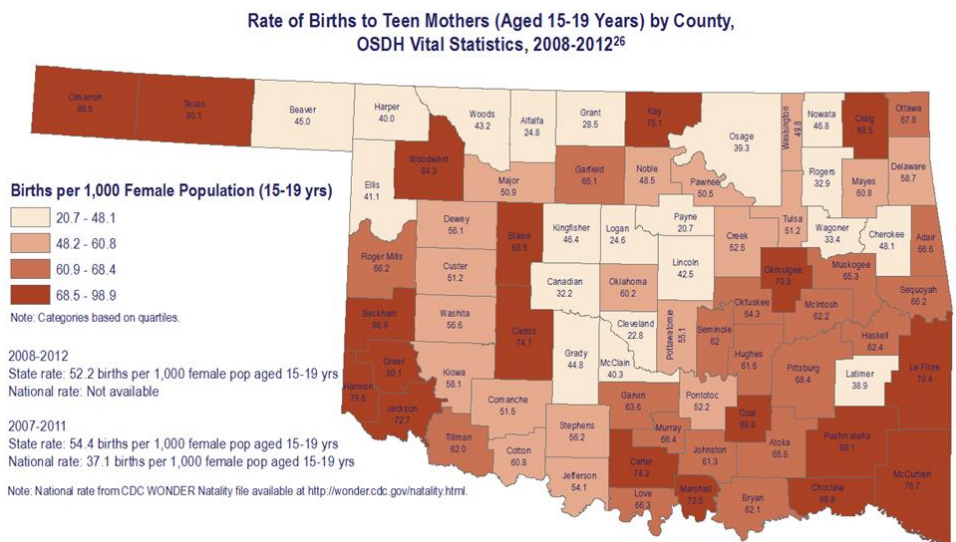 Rate of Births to Teen Mothers (Aged 15-19 Years) by County,
OSDH Vital Statistics, 2008-2012²⁶
Cimarron
68.5
Texas
80.1
Beaver
45.0
Harper
40.0
Woods
43.2
Alfalfa
24.8
Grant
28.5
Kay
75.1
Osage
39.3
Washington
49.8
Nowata
46.8
Craig
68.5
Ottawa
67.8
Woodward
84.3
Ellis
41.1
Major
50.9
Garfield
65.1
Noble
48.5
Pawnee
50.5
Rogers
32.9
Mayes
60.8
Delaware
58.7
Births per 1,000 Female Population (15-19 yrs)
20.7 - 48.1
48.2 - 60.8
60.9 - 68.4
68.5 - 98.9
Note: Categories based on quartiles.
Dewey
56.1
Blaine
68.5
Kingfisher
46.4
Logan
24.6
Payne
20.7
Creek
52.5
Tulsa
51.2
Wagoner
33.4
Cherokee
48.1
Adair
66.6
Roger Mills
66.2
Custer
51.2
Canadian
32.2
Oklahoma
60.2
Lincoln
42.5
Okmulgee
Muskogee
65.3
Sequoyah
66.2
Beckham
Washita
56.6
Caddo
74.1
Cleveland
22.8
Pottawatomie
55.1
Seminole
62
Okfuskee
64.3
McIntosh
62.2
Haskell
62.4
2008-2012
State rate: 52.2 births per 1,000 female pop aged 15-19 yrs
National rate: Not available
Greer
Kiowa
58.1
Grady
44.8
McClain
40.3
Hughes
61.6
Pittsburg
68.4
Latimer
38.9
Le Flore
70.4
Harmon
79.6
Jackson
72.7
Comanche
51.5
Garvin
63.6
Pontotoc
52.2
Coal
69.8
2007-2011
State rate: 54.4 births per 1,000 female pop aged 15-19 yrs
National rate: 37.1 births per 1,000 female pop aged 15-19 yrs
Tillman
62.0
Cotton
60.8
Stephens
56.2
Murray
66.4
Johnston
61.3
Atoka
65.8
Pushmataha
McCurtain
78.7
Jefferson
54.1
Carter
74.3
Love
66.3
Marshall
72.5
Bryan
62.1
Choctaw
96.8
Note: National rate from CDC WONDER Natality file available at http://wonder.cdc.gov/natality.html.